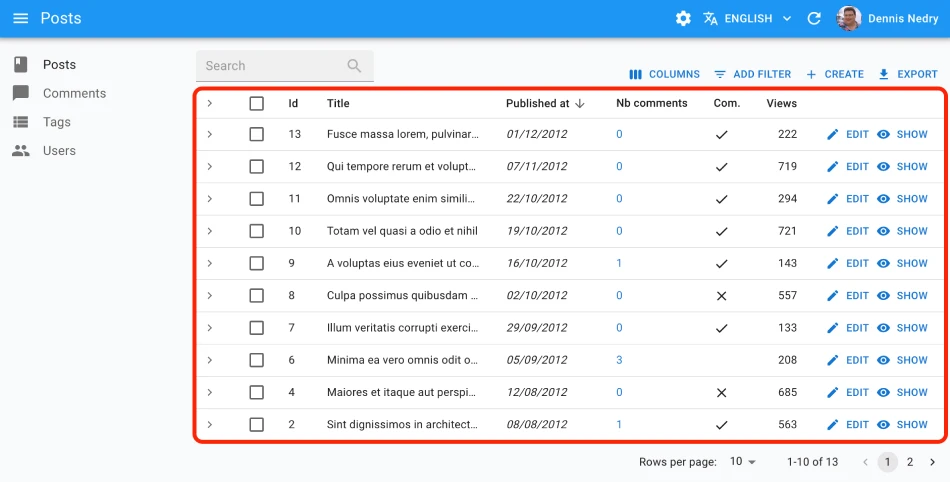 Posts ENGLISH Dennis Nedry
Posts
Comments
Tags
Users
Search
COLUMNS ADD FILTER CREATE EXPORT
Id Title Published at Nb comments Com. Views
13 Fusce massa lorem, pulvinar... 01/12/2012 0 222 EDIT SHOW
12 Qui tempore rerum et volupt... 07/11/2012 0 719 EDIT SHOW
11 Omnis voluptate enim simili... 22/10/2012 0 294 EDIT SHOW
10 Totam vel quasi a odio et nihil 19/10/2012 0 721 EDIT SHOW
9 A voluptas eius eveniet ut co... 16/10/2012 1 143 EDIT SHOW
8 Culpa possimus quibusdam ... 02/10/2012 0 557 EDIT SHOW
7 Illum veritatis corrupti exerci... 29/09/2012 0 133 EDIT SHOW
6 Minima ea vero omnis odit o... 05/09/2012 3 208 EDIT SHOW
4 Maiores et itaque aut perspi... 12/08/2012 0 685 EDIT SHOW
2 Sint dignissimos in architect... 08/08/2012 1 563 EDIT SHOW
Rows per page: 10 1-10 of 13 1 2